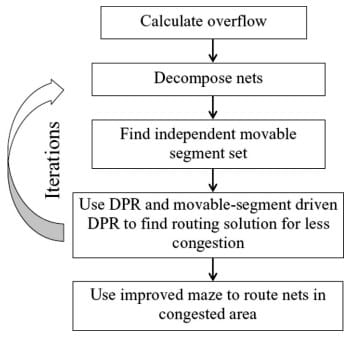 Calculate overflow
Decompose nets
Iterations
Find independent movable
segment set
Use DPR and movable-segment driven
DPR to find routing solution for less
congestion
Use improved maze to route nets in
congested area